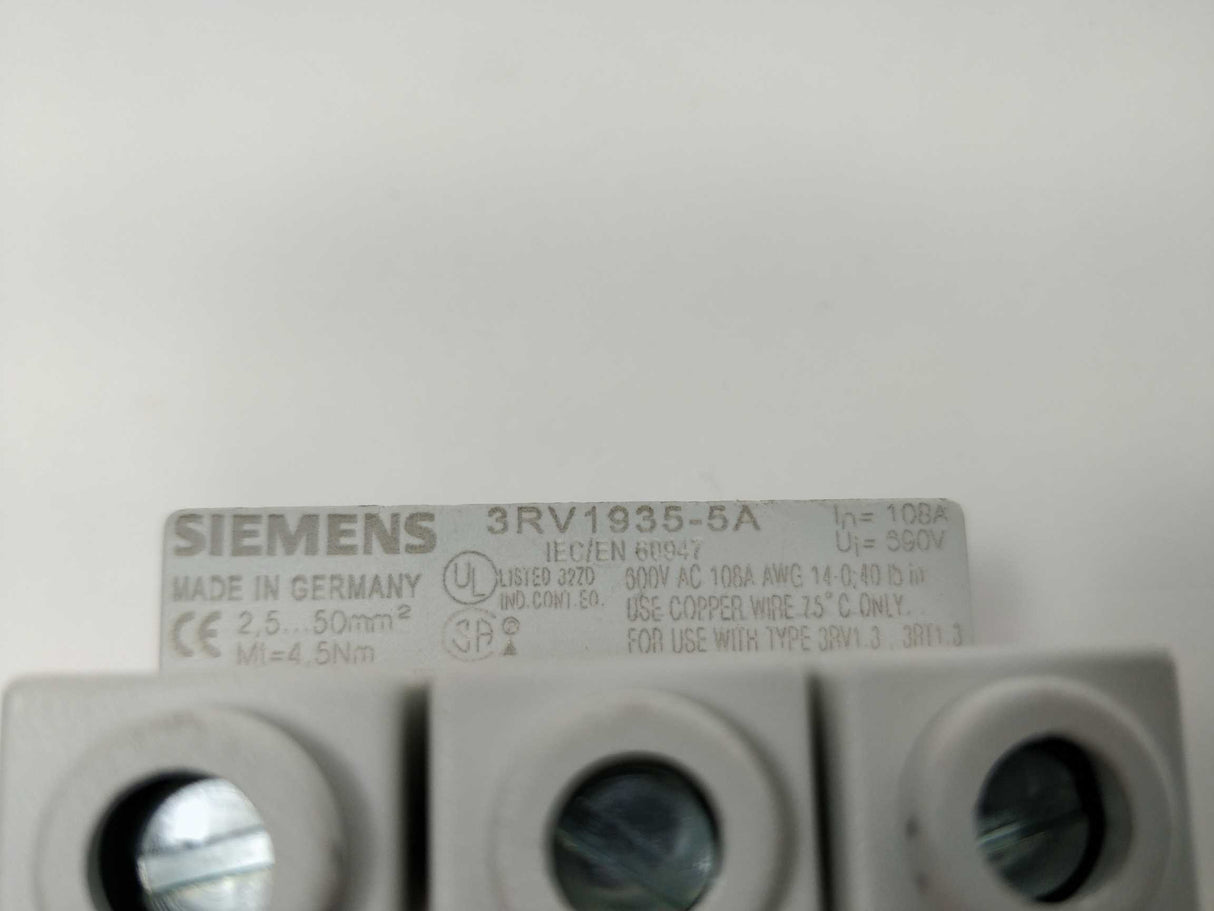 SIEMENS 3RV1935-5A In= 108A
IEC/EN 60947 Ui= 690V
MADE IN GERMANY UL LISTED 600V AC 108A AWG 14-0;40 lb in
IND.CONT.EQ. USE COPPER WIRE 75°C ONLY.
CE 2,5...50mm²
Mt=4,5Nm SA FOR USE WITH TYPE 3RV1.3 .. 3RT1.3